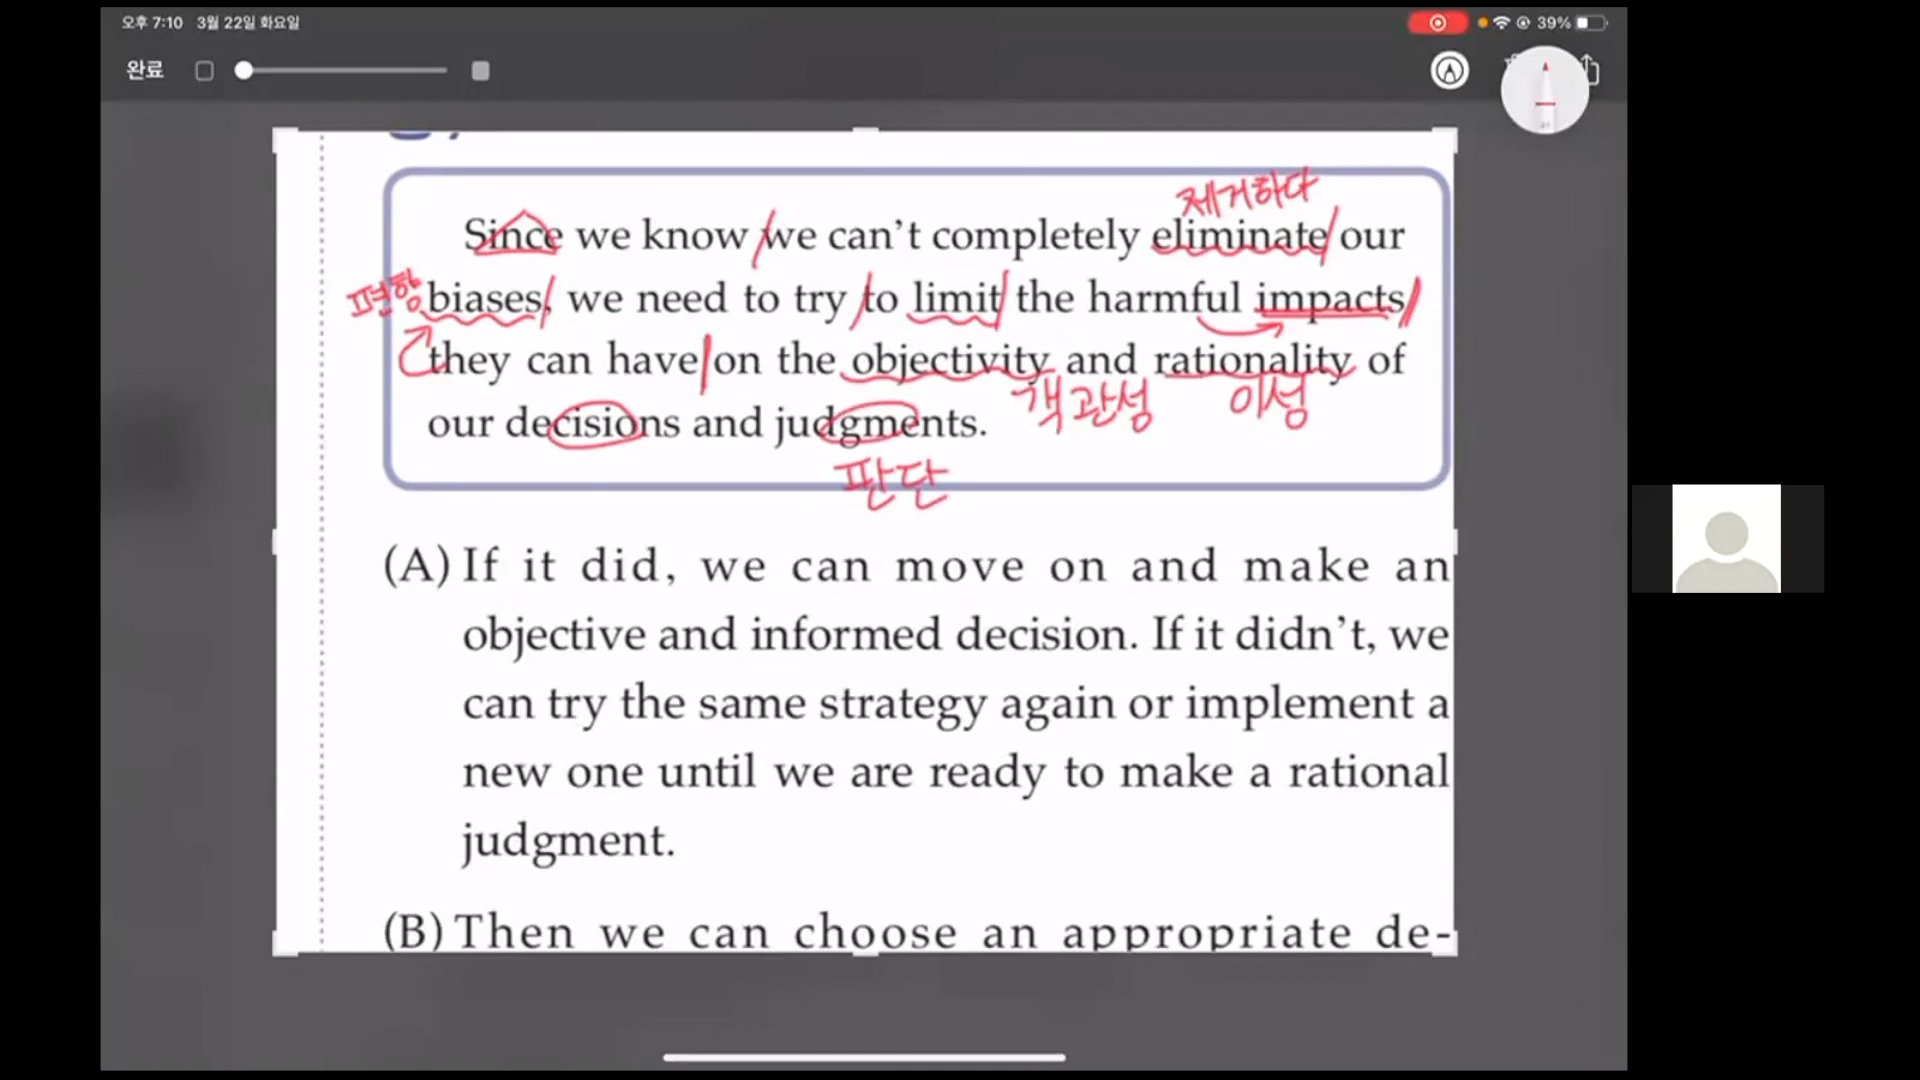 오후 7:10 3월 22일 화요일
39%
완료
제거하다
Since we know we can't completely eliminate our
편향
biases, we need to try to limit the harmful impacts
they can have on the objectivity and rationality of
객관성 이성
our decisions and judgments.
판단
(A) If it did, we can move on and make an
objective and informed decision. If it didn't, we
can try the same strategy again or implement a
new one until we are ready to make a rational
judgment.
(B) Then we can choose an appropriate de-